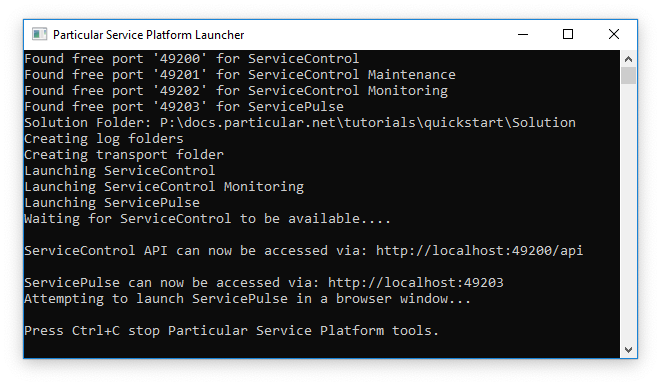 Particular Service Platform Launcher
Found free port '49200' for ServiceControl
Found free port '49201' for ServiceControl Maintenance
Found free port '49202' for ServiceControl Monitoring
Found free port '49203' for ServicePulse
Solution Folder: P:\docs.particular.net\tutorials\quickstart\Solution
Creating log folders
Creating transport folder
Launching ServiceControl
Launching ServiceControl Monitoring
Launching ServicePulse
Waiting for ServiceControl to be available....
ServiceControl API can now be accessed via: http://localhost:49200/api
ServicePulse can now be accessed via: http://localhost:49203
Attempting to launch ServicePulse in a browser window...
Press Ctrl+C stop Particular Service Platform tools.